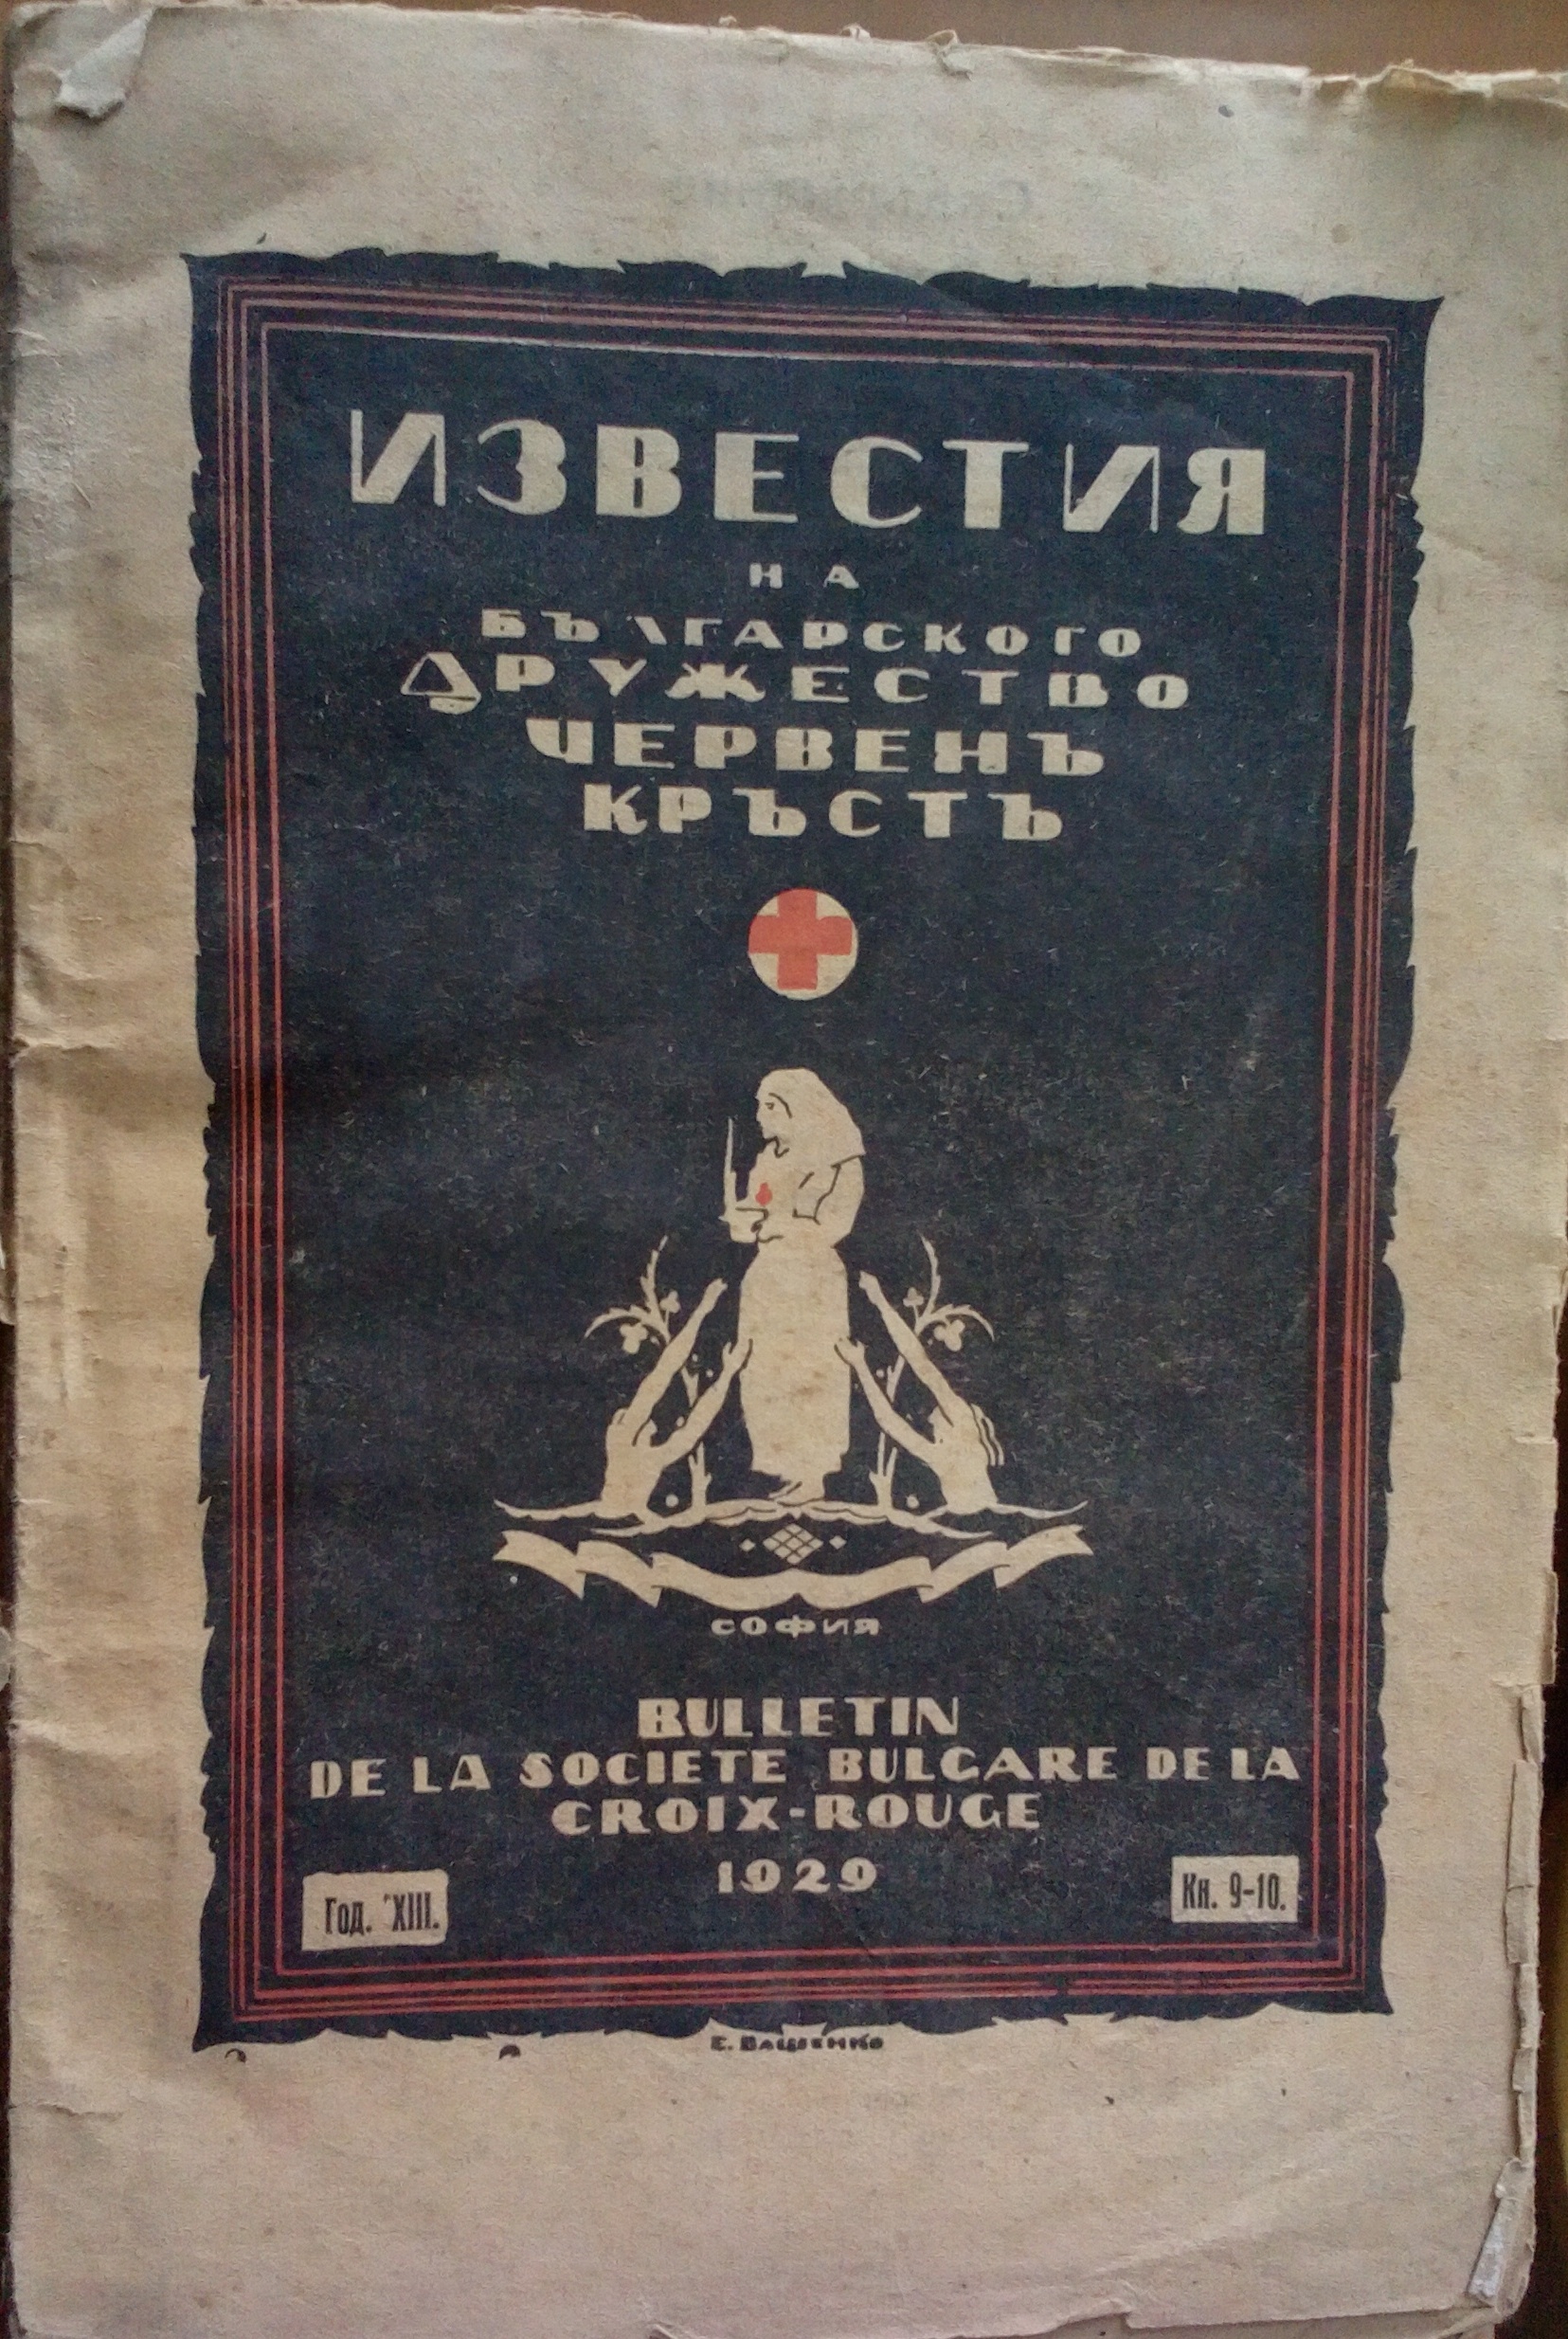 ИЗВЕСТИЯ
НА
БЪЛГАРСКОГО
ДРУЖЕСТВО
ЧЕРВЕНЪ
КРЪСТЪ
СОФИЯ
BULLETIN
DE LA SOCIETE BULGARE DE LA
CROIX-ROUGE
1929
Год. XIII.
Кн. 9-10.
Е. ВАЩЕНКО